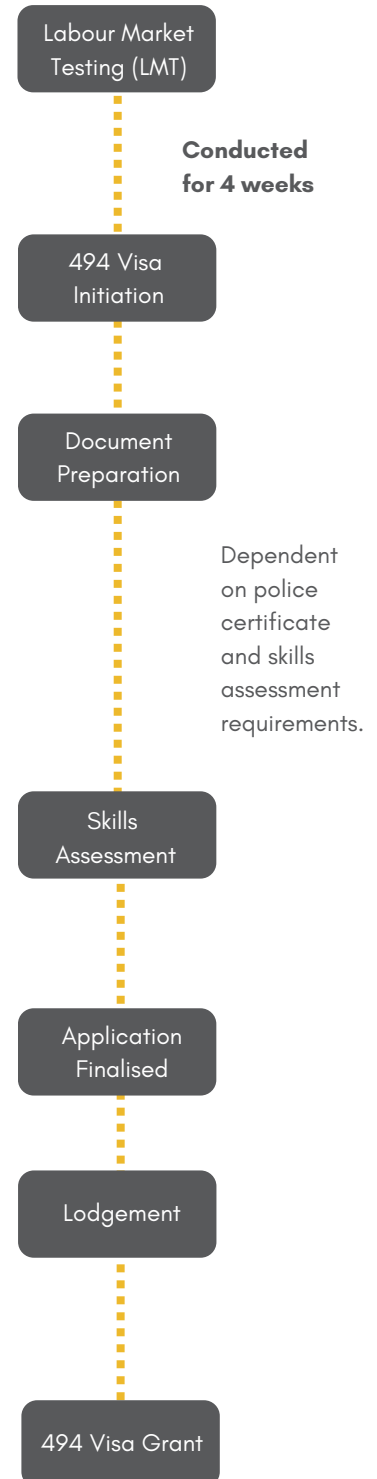 Labour Market
Testing (LMT)
Conducted
for 4 weeks
494 Visa
Initiation
Document
Preparation
Dependent
on police
certificate
and skills
assessment
requirements.
Skills
Assessment
Application
Finalised
Lodgement
494 Visa Grant